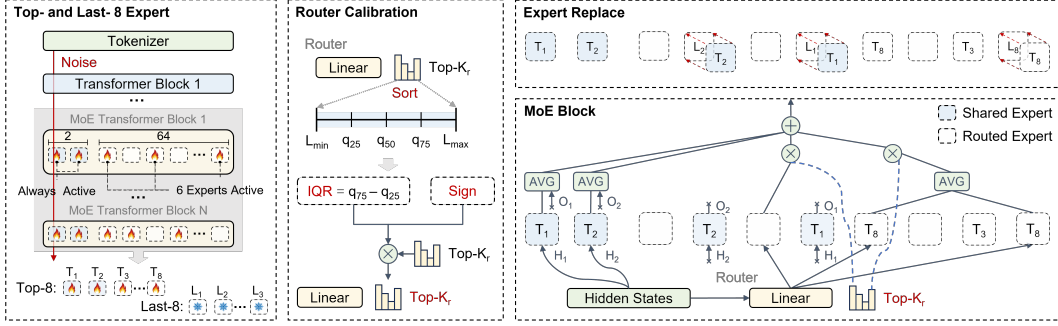 Top- and Last- 8 Expert
Tokenizer
Noise
Transformer Block 1
...
MoE Transformer Block 1
2
64
...
Always Active
6 Experts Active
...
MoE Transformer Block N
...
T1 T2 T3 T8
Top-8: ...
L1 L2 L3
Last-8: ...
Router Calibration
Router
Linear
Top-Kr
Sort
Lmin q25 q50 q75 Lmax
IQR = q75 − q25
Sign
Top-Kr
Linear
Top-Kr
Expert Replace
T1 T2 L2 T2 L1 T1 T8 T3 L8 T8
MoE Block
Shared Expert
Routed Expert
AVG AVG AVG
O1 O2 O2 O1
T1 T2 T2 T1 T8 T3 T8
H1 H2 H2 H1
Router
Hidden States
Linear
Top-Kr